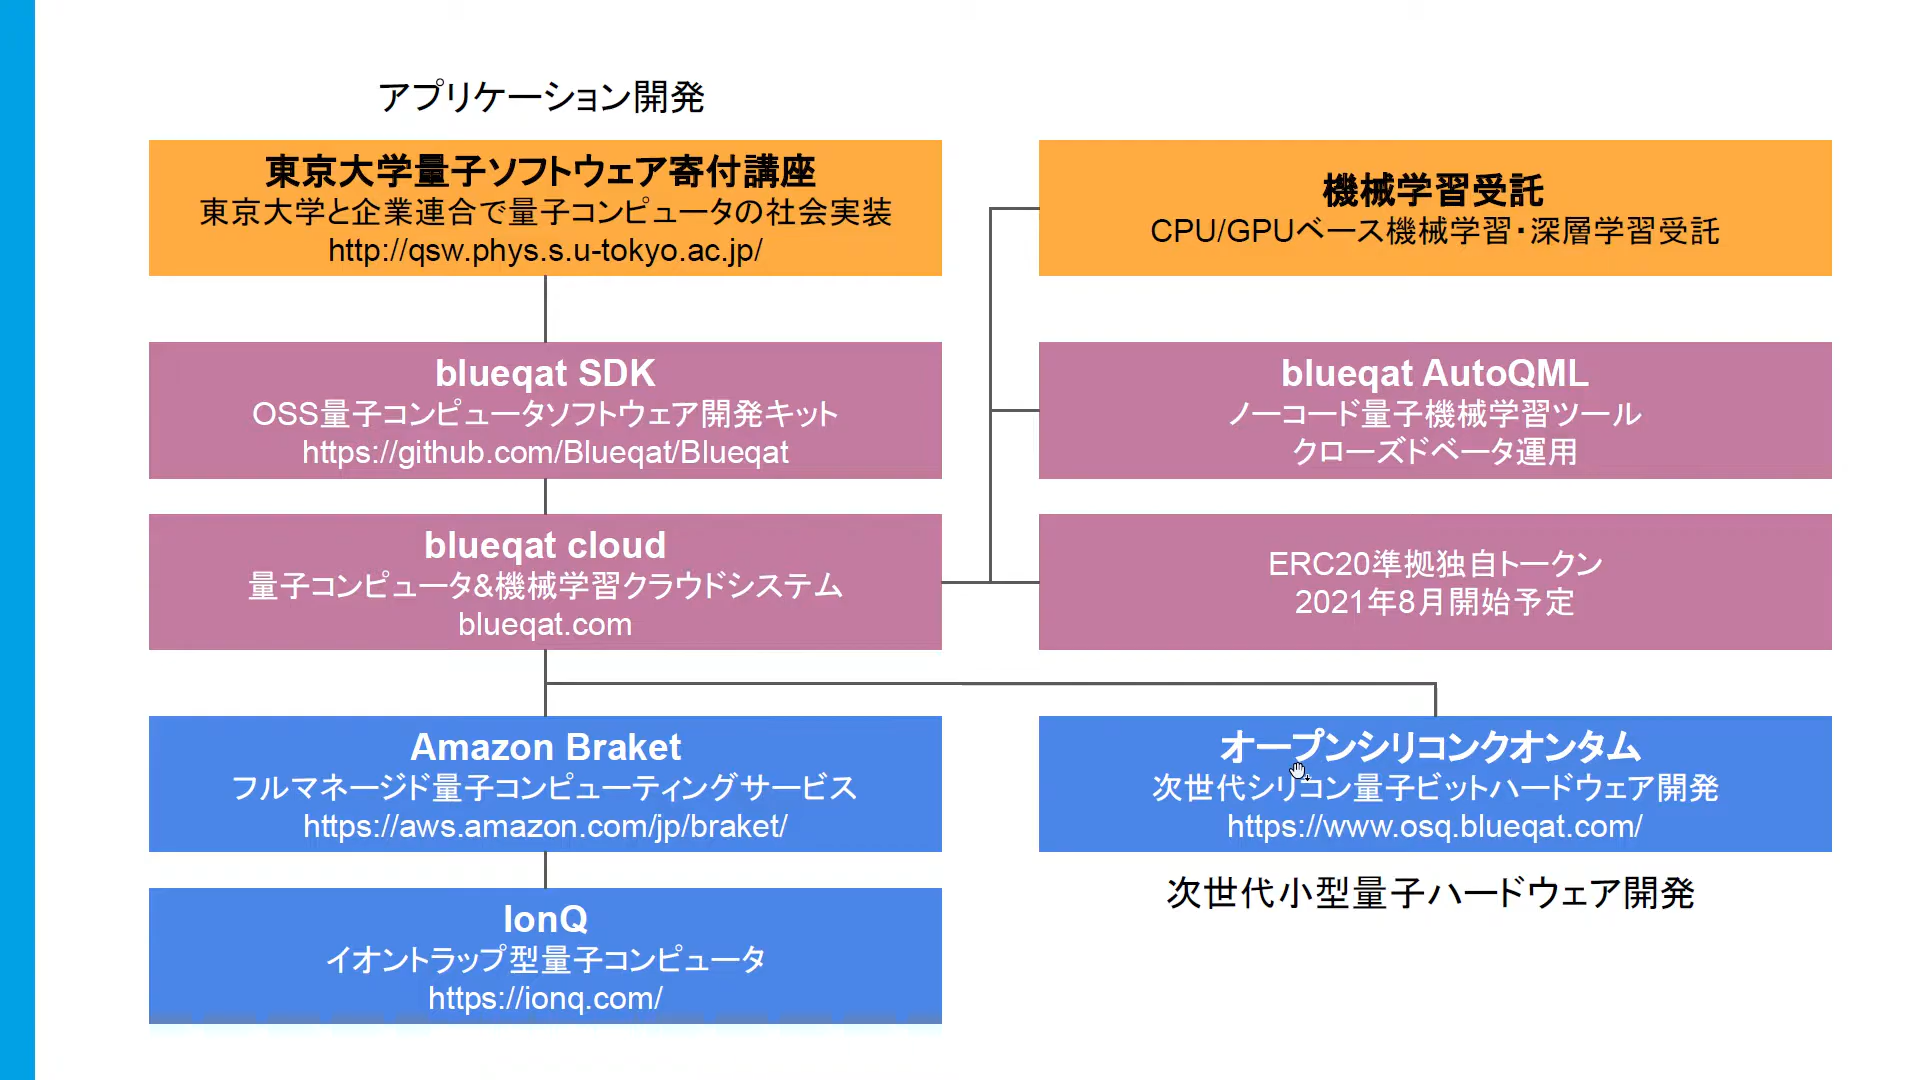 アプリケーション開発
東京大学量子ソフトウェア寄付講座
東京大学と企業連合で量子コンピュータの社会実装
http://qsw.phys.s.u-tokyo.ac.jp/
機械学習受託
CPU/GPUベース機械学習・深層学習受託
blueqat SDK
OSS量子コンピュータソフトウェア開発キット
https://github.com/Blueqat/Blueqat
blueqat AutoQML
ノーコード量子機械学習ツール
クローズドベータ運用
blueqat cloud
量子コンピュータ&機械学習クラウドシステム
blueqat.com
ERC20準拠独自トークン
2021年8月開始予定
Amazon Braket
フルマネージド量子コンピューティングサービス
https://aws.amazon.com/jp/braket/
オープンシリコンクオンタム
次世代シリコン量子ビットハードウェア開発
https://www.osq.blueqat.com/
次世代小型量子ハードウェア開発
IonQ
イオントラップ型量子コンピュータ
https://ionq.com/